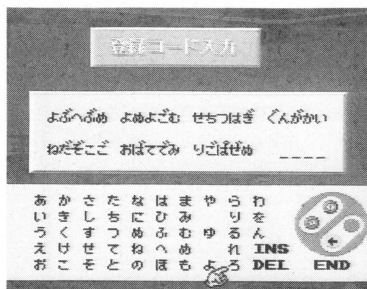 登録コード入力
よぶへぶめ よぬよごむ せちつはぎ ぐんがかい
ねだぞこご おばててみ りごばぜぬ ____
あ か さ た な は ま や ら わ
い き し ち に ひ み り を
う く す つ ぬ ふ む ゆ る ん
え け せ て ね へ め れ INS
お こ そ と の ほ も よ ろ DEL END